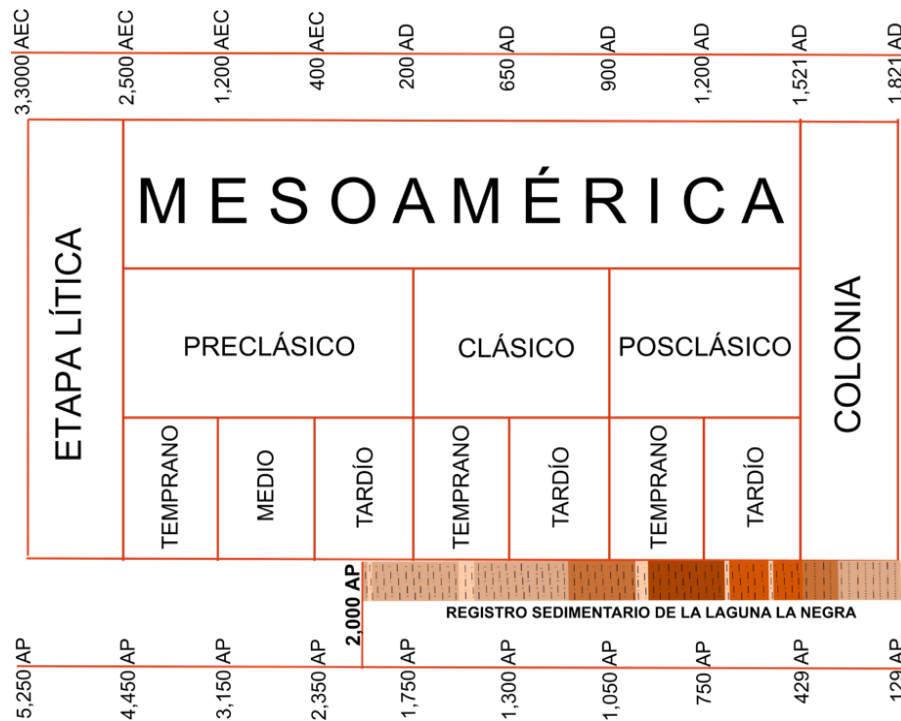 3,3000 AEC
2,500 AEC
1,200 AEC
400 AEC
200 AD
650 AD
900 AD
1,200 AD
1,521 AD
1,821 AD
ETAPA LÍTICA
MESOAMÉRICA
COLONIA
PRECLÁSICO
CLÁSICO
POSCLÁSICO
TEMPRANO
MEDIO
TARDÍO
TEMPRANO
TARDÍO
TEMPRANO
TARDÍO
2,000 AP
REGISTRO SEDIMENTARIO DE LA LAGUNA LA NEGRA
5,250 AP
4,450 AP
3,150 AP
2,350 AP
1,750 AP
1,300 AP
1,050 AP
750 AP
429 AP
129 AP